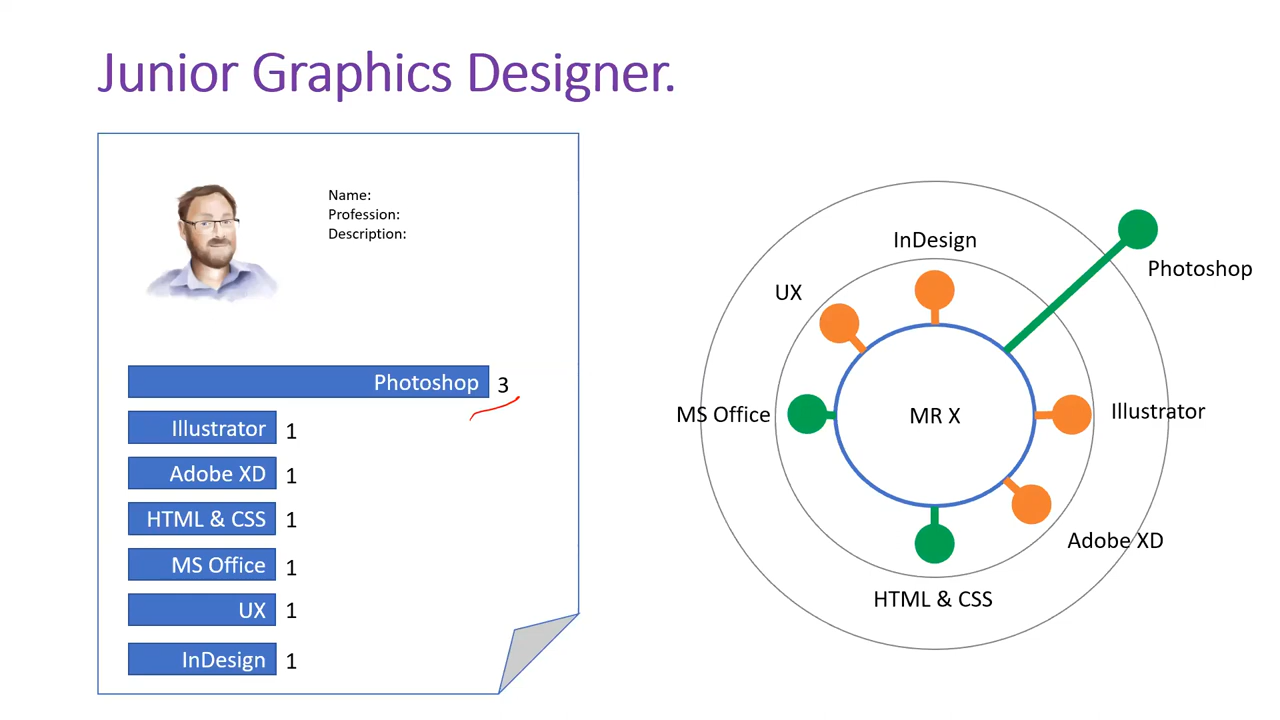 Junior Graphics Designer.
Name:
Profession:
Description:
Photoshop 3
Illustrator 1
Adobe XD 1
HTML & CSS 1
MS Office 1
UX 1
InDesign 1
InDesign
Photoshop
UX
MS Office
MR X
Illustrator
Adobe XD
HTML & CSS